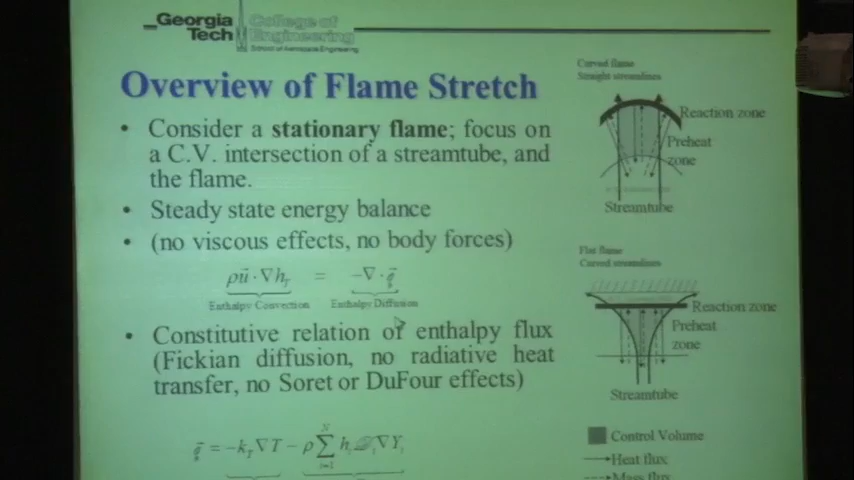 Georgia Tech
College of Engineering
School of Aerospace Engineering
Overview of Flame Stretch
• Consider a stationary flame; focus on
a C.V. intersection of a streamtube, and
the flame.
• Steady state energy balance
• (no viscous effects, no body forces)
Enthalpy Convection
Enthalpy Diffusion
• Constitutive relation of enthalpy flux
(Fickian diffusion, no radiative heat
transfer, no Soret or DuFour effects)
Curved flame
Straight streamlines
Reaction zone
Preheat
zone
Streamtube
Flat flame
Curved streamlines
Reaction zone
Preheat
zone
Streamtube
Control Volume
Heat flux
Mass flux